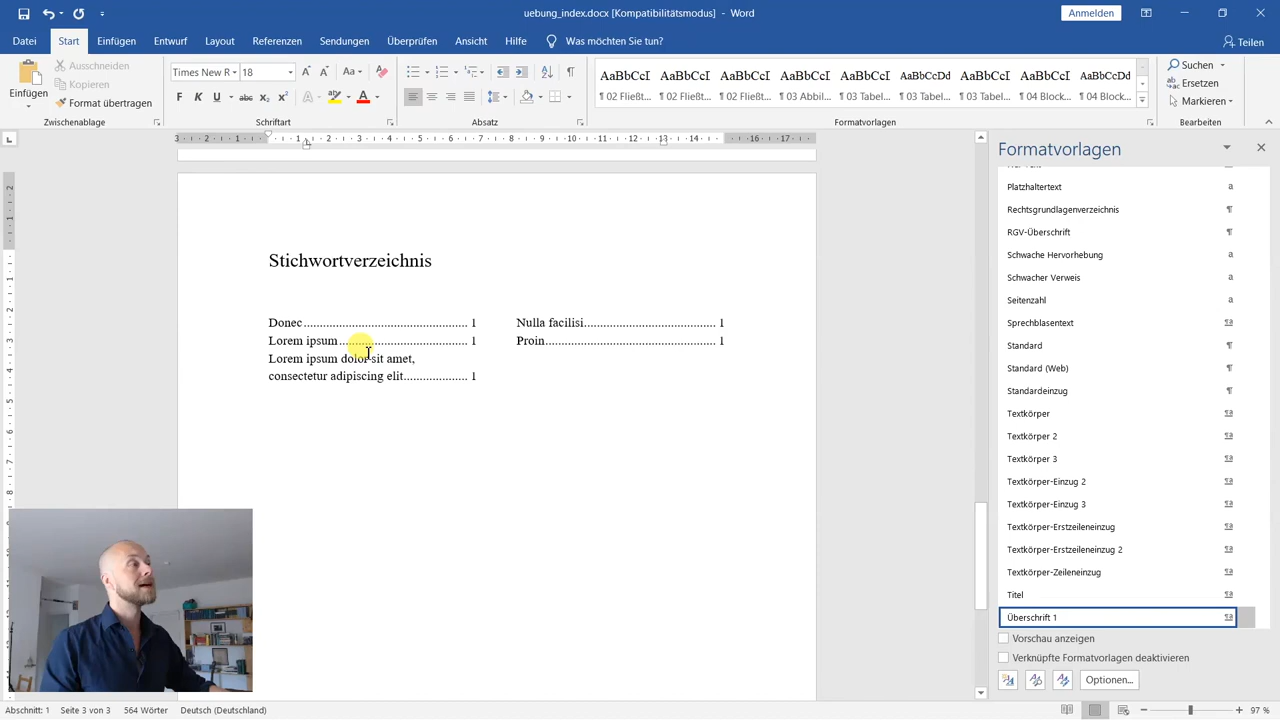 uebung_index.docx [Kompatibilitätsmodus] - Word
Anmelden
Datei Start Einfügen Entwurf Layout Referenzen Sendungen Überprüfen Ansicht Hilfe Was möchten Sie tun? Teilen
Einfügen
Ausschneiden
Kopieren
Format übertragen
Zwischenablage
Times New R 18
Schriftart
Absatz
AaBbCcI AaBbCcI AaBbCcI AaBbCcI AaBbCcI AaBbCcDd AaBbCcI AaBbCcI AaBbCcDd
¶ 02 Fließt... ¶ 02 Fließt... ¶ 02 Fließt... ¶ 03 Abbil... ¶ 03 Tabel... ¶ 03 Tabel... ¶ 03 Tabel... ¶ 04 Block... ¶ 04 Block...
Formatvorlagen
Suchen
Ersetzen
Markieren
Bearbeiten
Stichwortverzeichnis
Donec 1
Lorem ipsum 1
Lorem ipsum dolor sit amet,
consectetur adipiscing elit 1
Nulla facilisi 1
Proin 1
Formatvorlagen
Platzhaltertext
Rechtsgrundlagenverzeichnis
RGV-Überschrift
Schwache Hervorhebung
Schwacher Verweis
Seitenzahl
Sprechblasentext
Standard
Standard (Web)
Standardeinzug
Textkörper
Textkörper 2
Textkörper 3
Textkörper-Einzug 2
Textkörper-Einzug 3
Textkörper-Erstzeileneinzug
Textkörper-Erstzeileneinzug 2
Textkörper-Zeileneinzug
Titel
Überschrift 1
Vorschau anzeigen
Verknüpfte Formatvorlagen deaktivieren
Optionen...
Abschnitt: 1 Seite 3 von 3 564 Wörter Deutsch (Deutschland) 97 %